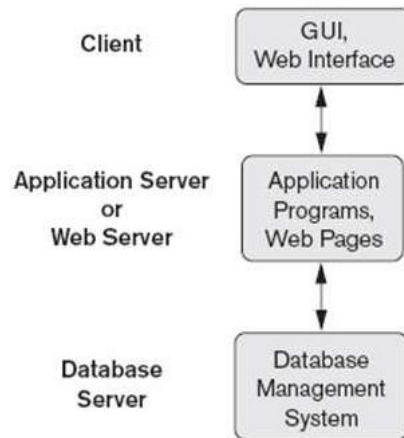 Client
GUI,
Web Interface
Application Server
or
Web Server
Application
Programs,
Web Pages
Database
Server
Database
Management
System